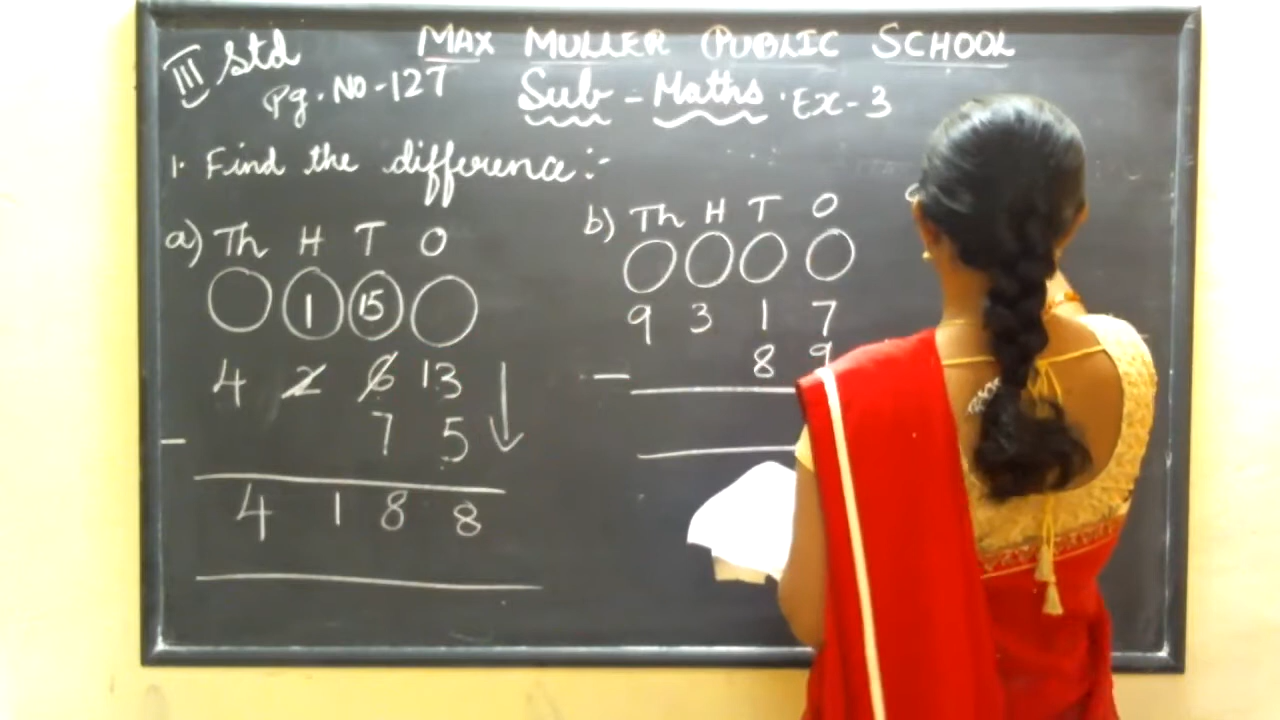 III Std MAX MULLER PUBLIC SCHOOL
Pg. No-127 Sub - Maths. Ex-3
1. Find the difference:-
a) Th H T O
1 15
4 2 6 13
- 7 5
4 1 8 8
b) Th H T O
9 3 1 7
- 8 9